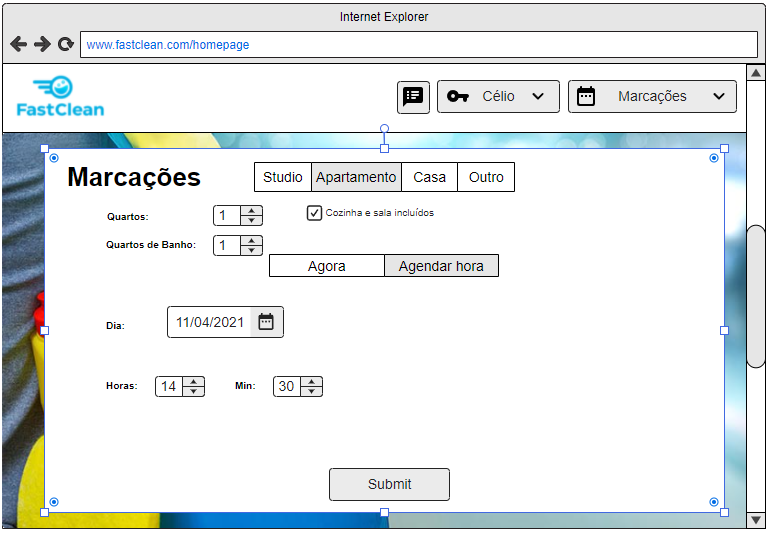 Internet Explorer
www.fastclean.com/homepage
FastClean
Célio
Marcações
Marcações
Studio
Apartamento
Casa
Outro
Quartos:
1
Cozinha e sala incluídos
Quartos de Banho:
1
Agora
Agendar hora
Dia:
11/04/2021
Horas:
14
Min:
30
Submit